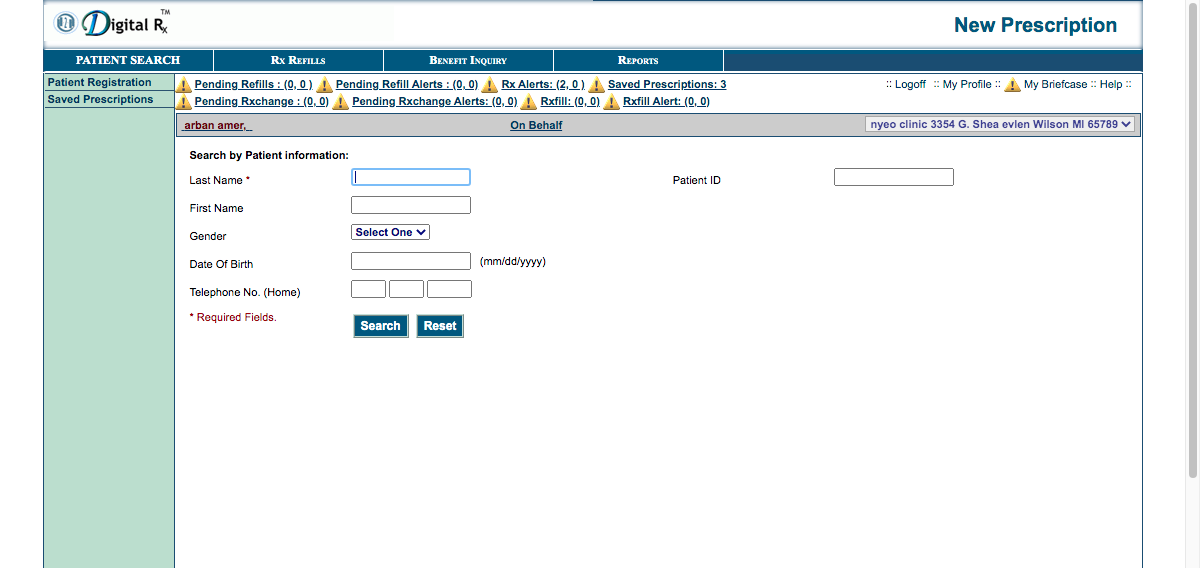 Digital Rx TM
New Prescription
PATIENT SEARCH RX REFILLS BENEFIT INQUIRY REPORTS
Patient Registration
Saved Prescriptions
Pending Refills : (0, 0 ) Pending Refill Alerts : (0, 0) Rx Alerts: (2, 0 ) Saved Prescriptions: 3
:: Logoff :: My Profile :: My Briefcase :: Help ::
Pending Rxchange : (0, 0) Pending Rxchange Alerts: (0, 0) Rxfill: (0, 0) Rxfill Alert: (0, 0)
arban amer, On Behalf nyeo clinic 3354 G. Shea evlen Wilson MI 65789
Search by Patient information:
Last Name * Patient ID
First Name
Gender Select One
Date Of Birth (mm/dd/yyyy)
Telephone No. (Home)
* Required Fields.
Search Reset